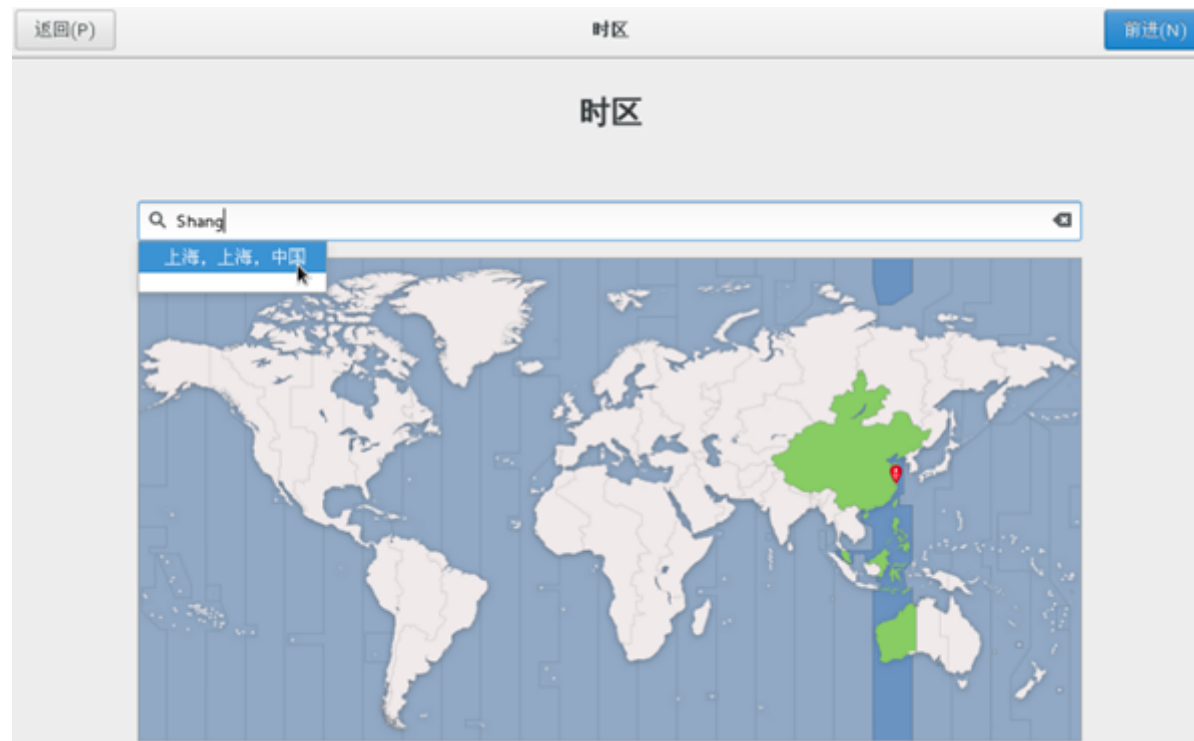 返回(P)
时区
前进(N)
时区
Shang
上海，上海，中国